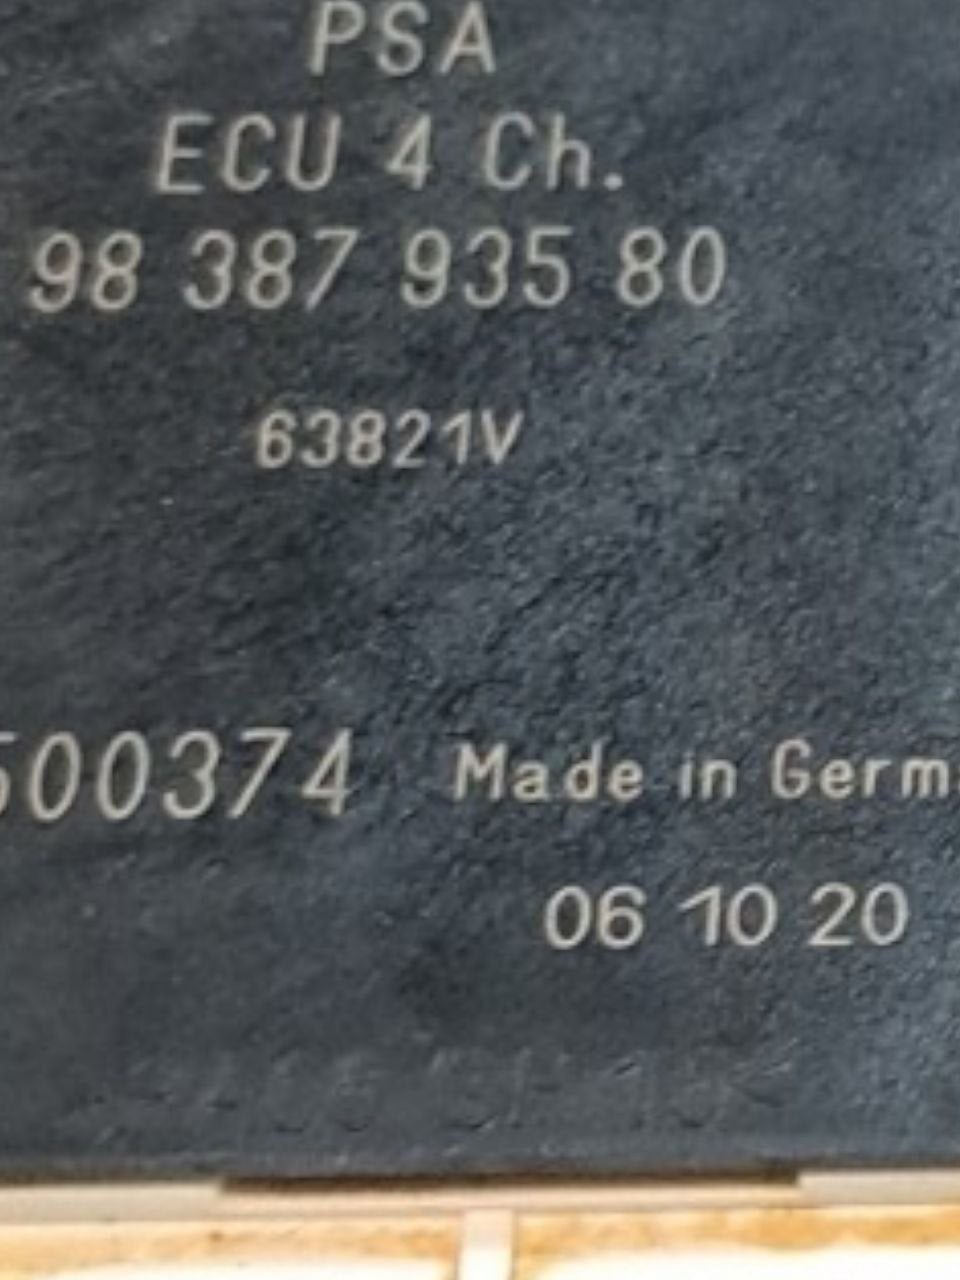 PSA
ECU 4 Ch.
98 387 935 80
63821V
500374 Made in Germ
06 10 20